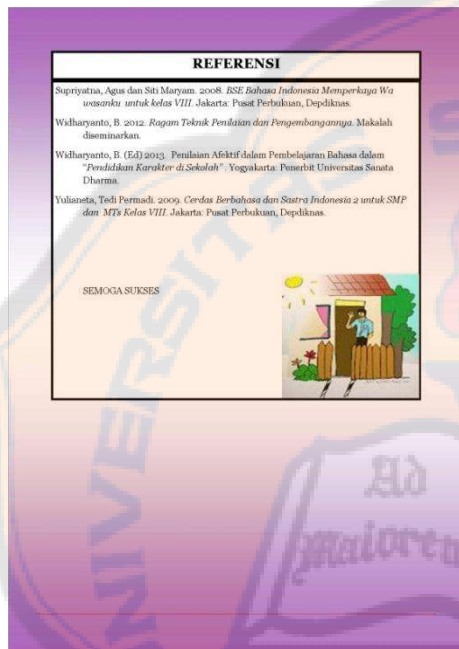 REFERENSI
Supriyatna, Agus dan Siti Maryam. 2008. BSE Bahasa Indonesia Memperkaya Wa
wasanku untuk kelas VIII. Jakarta: Pusat Perbukuan, Depdiknas.
Widharyanto, B. 2012. Ragam Teknik Penilaian dan Pengembangannya. Makalah
diseminarkan.
Widharyanto, B. (Ed) 2013. Penilaian Afektif dalam Pembelajaran Bahasa dalam
"Pendidikan Karakter di Sekolah" . Yogyakarta: Penerbit Universitas Sanata
Dharma.
Yulianeta, Tedi Permadi. 2009. Cerdas Berbahasa dan Sastra Indonesia 2 untuk SMP
dan MTs Kelas VIII. Jakarta: Pusat Perbukuan, Depdiknas.
SEMOGA SUKSES
UNIVERSITAS S
Ad
maiorem